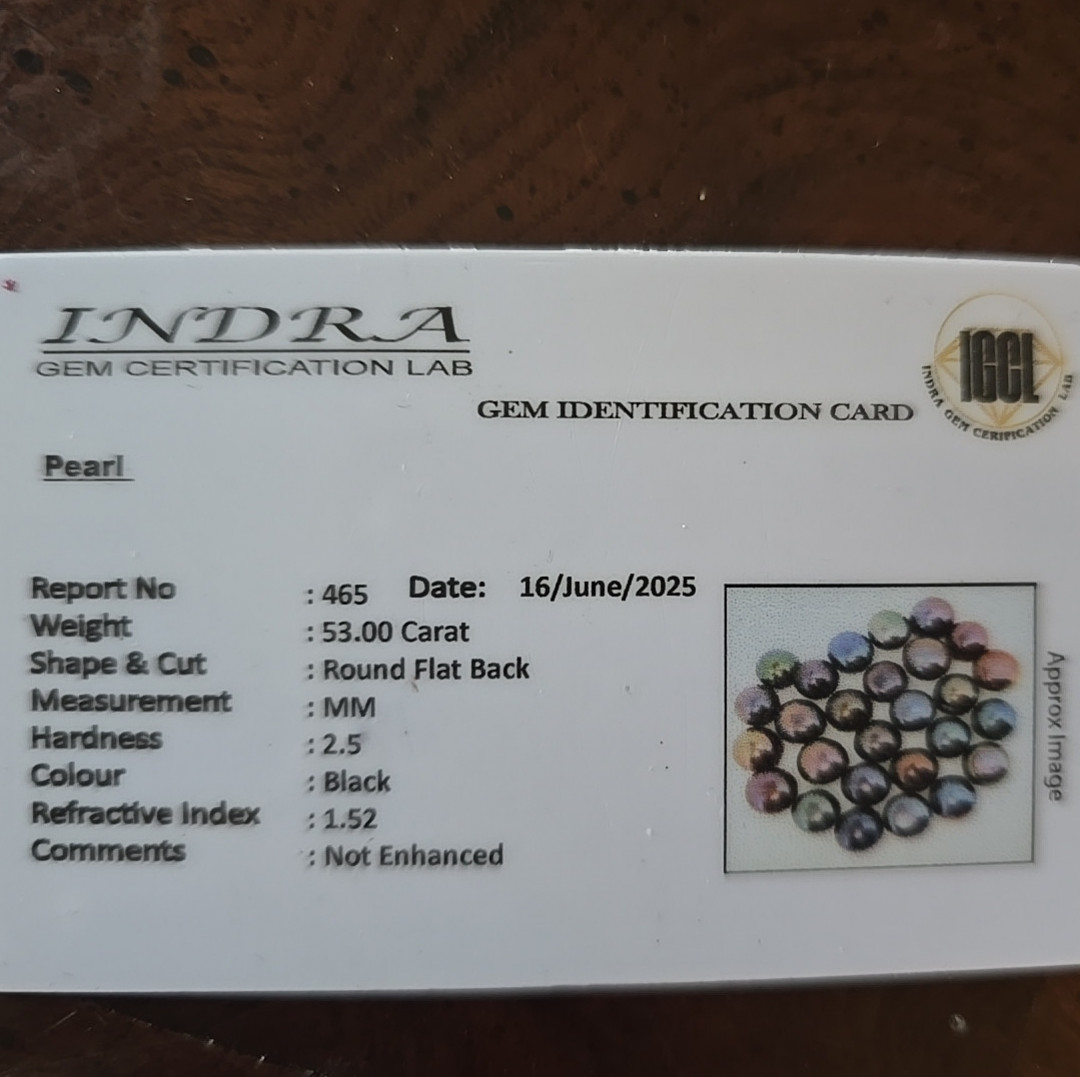 INDRA
GEM CERTIFICATION LAB
IGCL
INDRA GEM CERIFICATION LAB
GEM IDENTIFICATION CARD
Pearl
Report No : 465 Date: 16/June/2025
Weight : 53.00 Carat
Shape & Cut : Round Flat Back
Measurement : MM
Hardness : 2.5
Colour : Black
Refractive Index : 1.52
Comments : Not Enhanced
Approx Image